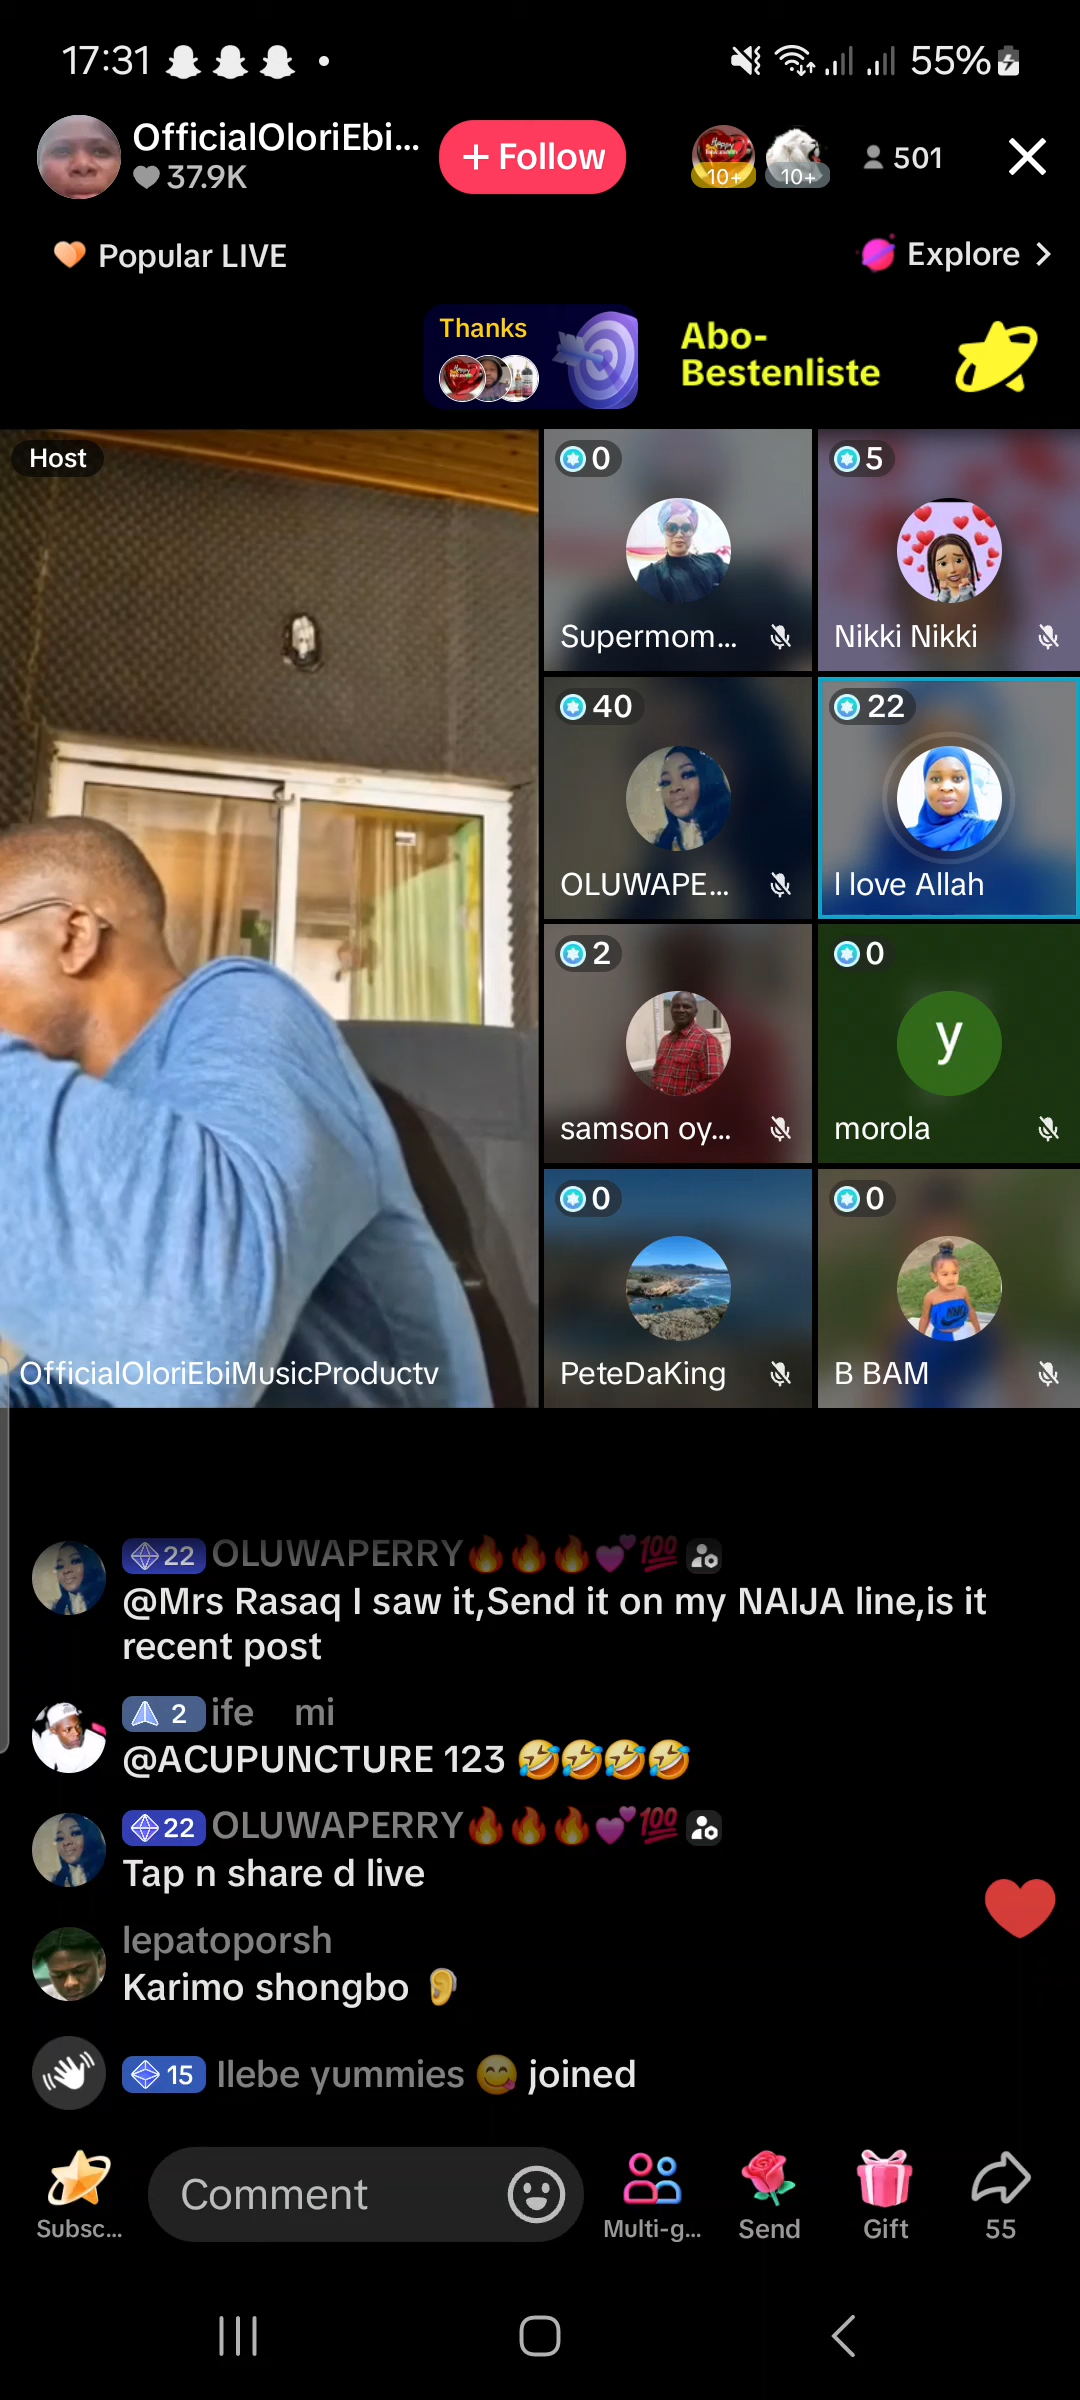 17:31
55%
OfficialOloriEbi...
37.9K
+ Follow
10+
10+
501
Popular LIVE
Explore
Thanks
Abo-
Bestenliste
Host
0
5
Supermom...
Nikki Nikki
40
22
OLUWAPE...
I love Allah
2
0
y
samson oy...
morola
0
0
OfficialOloriEbiMusicProductv
PeteDaKing
B BAM
22 OLUWAPERRY🔥🔥🔥💕💯
@Mrs Rasaq I saw it,Send it on my NAIJA line,is it
recent post
2 ife mi
@ACUPUNCTURE 123 🤣🤣🤣🤣
22 OLUWAPERRY🔥🔥🔥💕💯
Tap n share d live
lepatoporsh
Karimo shongbo 🦻
15 Ilebe yummies 😋 joined
Comment
Subsc...
Multi-g...
Send
Gift
55